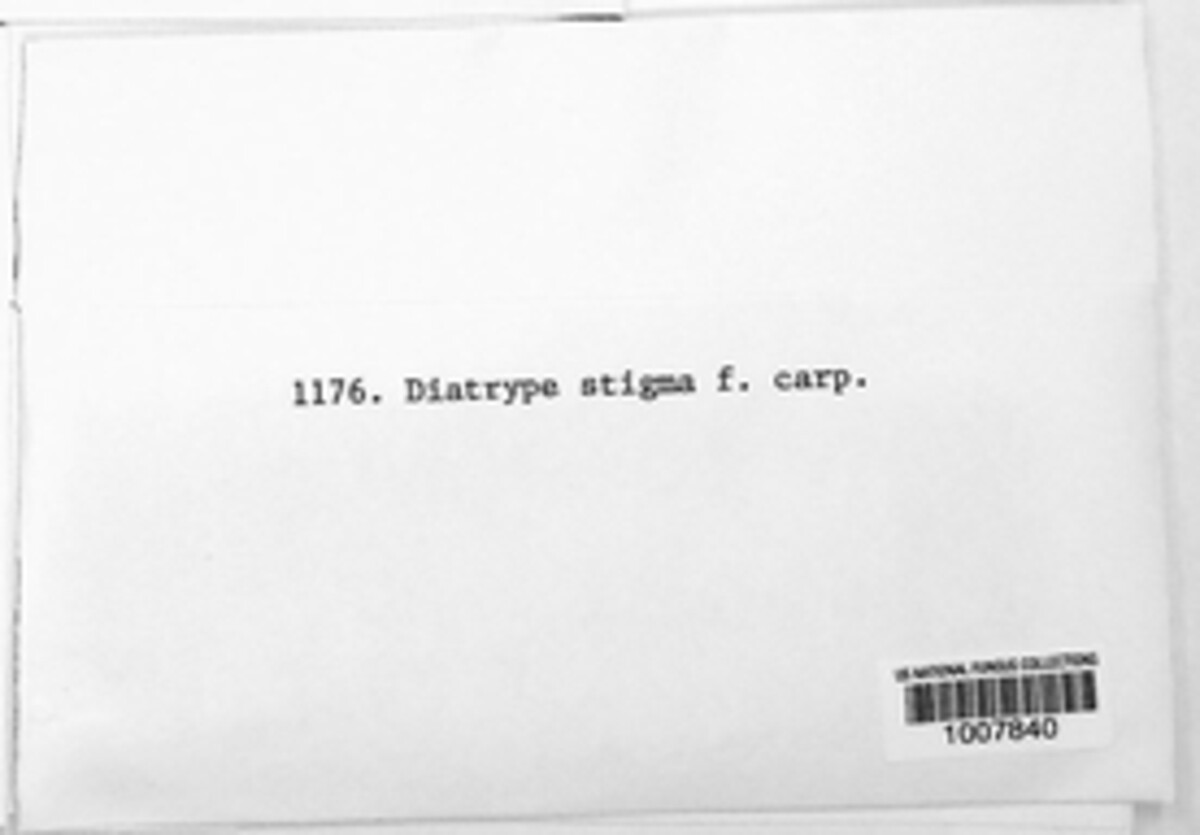 1176. Diatrype stigma f. carp.
US NATIONAL FUNGUS COLLECTIONS
1007840